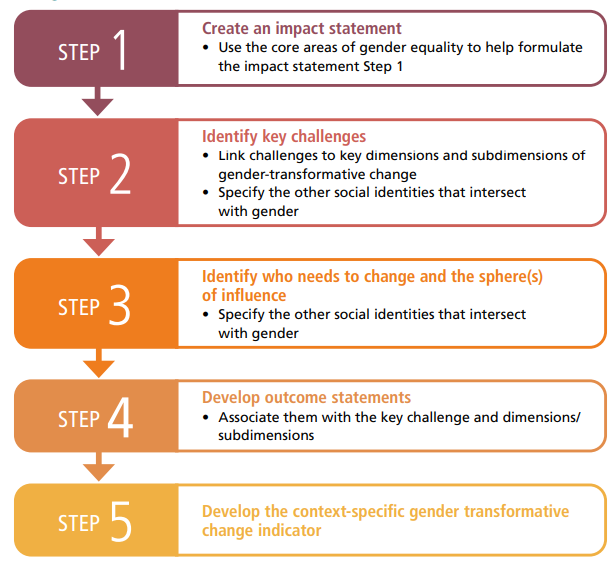 STEP 1
Create an impact statement
• Use the core areas of gender equality to help formulate
the impact statement Step 1
STEP 2
Identify key challenges
• Link challenges to key dimensions and subdimensions of
gender-transformative change
• Specify the other social identities that intersect
with gender
STEP 3
Identify who needs to change and the sphere(s)
of influence
• Specify the other social identities that intersect
with gender
STEP 4
Develop outcome statements
• Associate them with the key challenge and dimensions/
subdimensions
STEP 5
Develop the context-specific gender transformative
change indicator